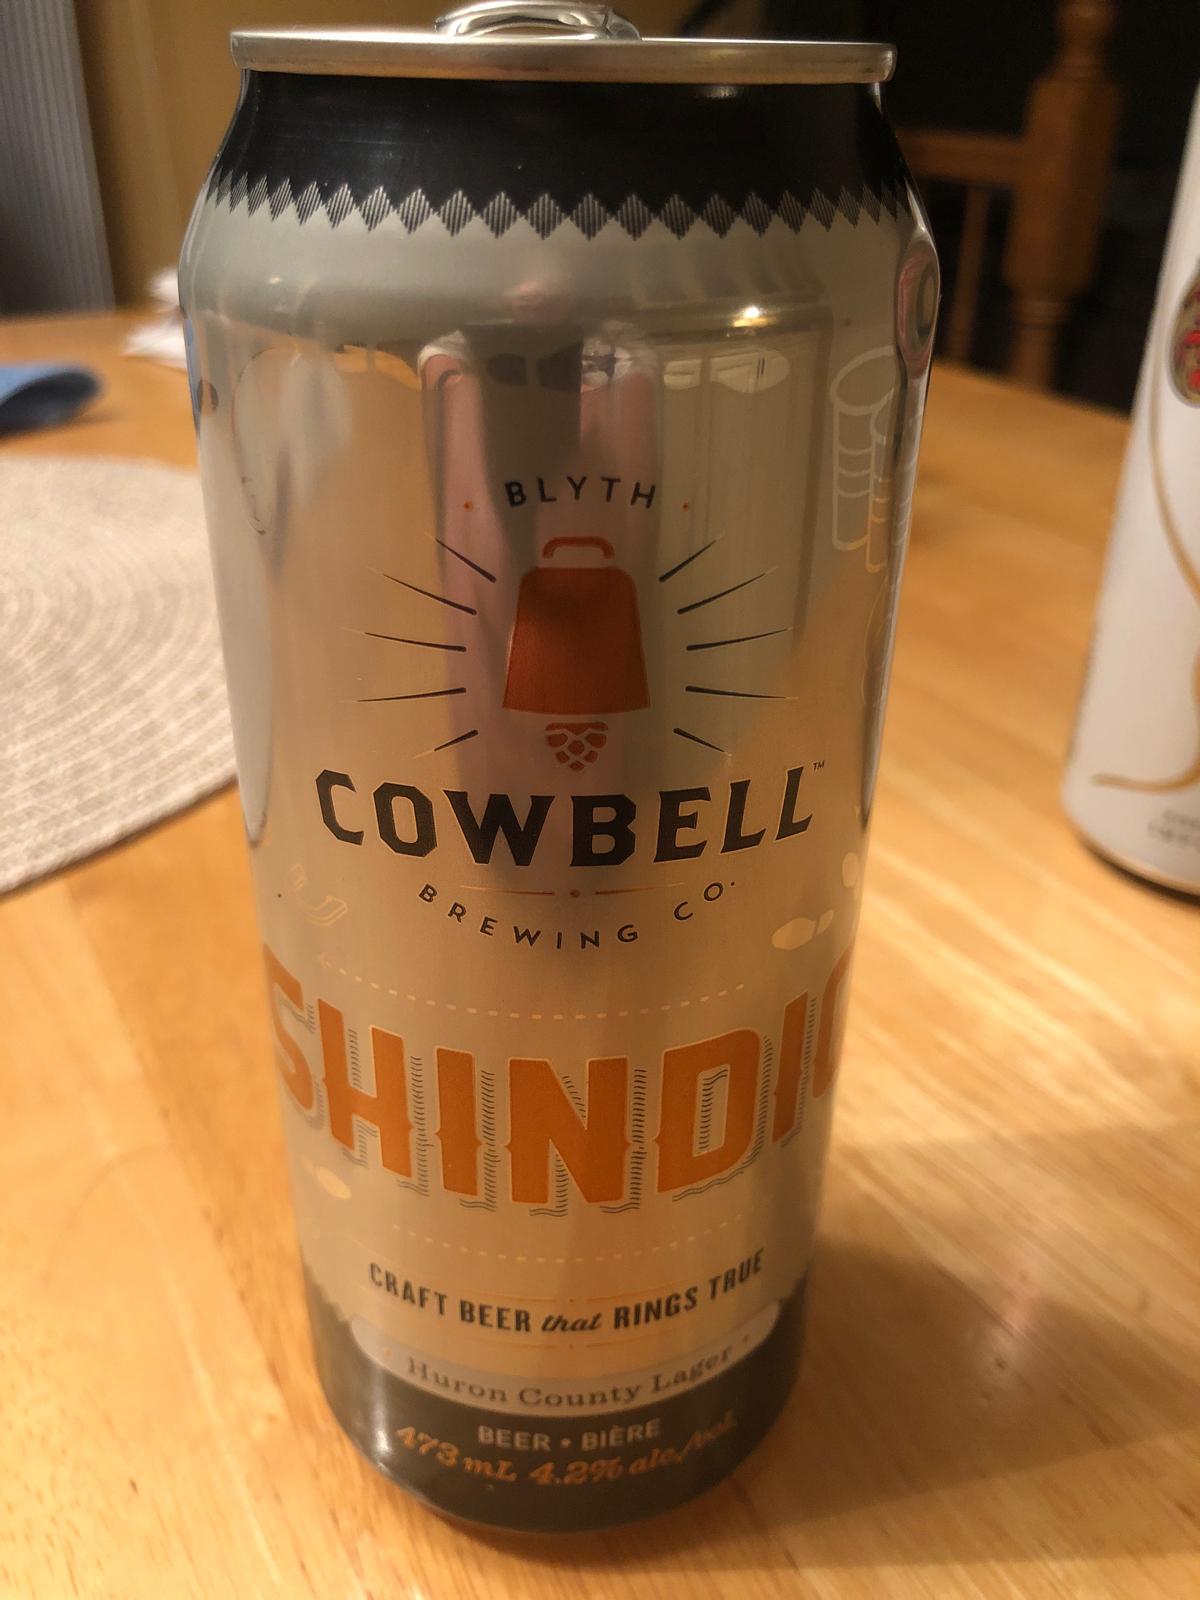 BLYTH
COWBELL™
BREWING CO.
SHINDIG
CRAFT BEER that RINGS TRUE
Huron County Lager
BEER • BIÈRE
473 mL 4.2% alc./vol.